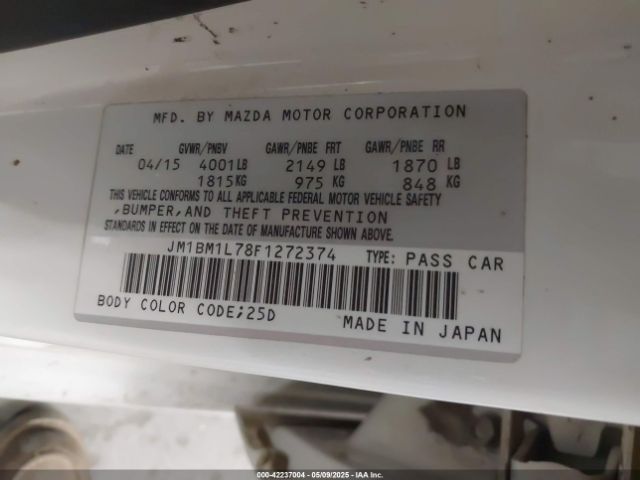 MFD. BY MAZDA MOTOR CORPORATION
DATE GVWR/PNBV GAWR/PNBE FRT GAWR/PNBE RR
04/15 4001LB 2149 LB 1870 LB
1815KG 975 KG 848 KG
THIS VEHICLE CONFORMS TO ALL APPLICABLE FEDERAL MOTOR VEHICLE SAFETY
,BUMPER,AND THEFT PREVENTION
STANDARDS IN EFFECT ON THE DATE OF MANUFACTURE SHOWN ABOVE.
JM1BM1L78F1272374 TYPE: PASS CAR
BODY COLOR CODE;25D
MADE IN JAPAN
000-42237004 - 05/09/2025 - IAA Inc.